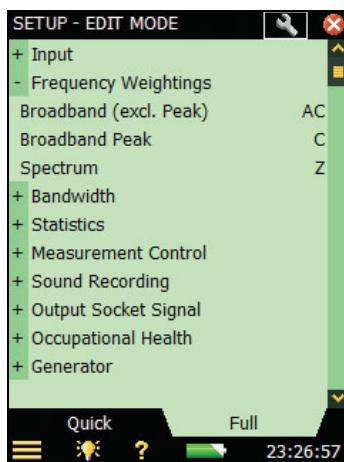 SETUP - EDIT MODE
+ Input
- Frequency Weightings
Broadband (excl. Peak) AC
Broadband Peak C
Spectrum Z
+ Bandwidth
+ Statistics
+ Measurement Control
+ Sound Recording
+ Output Socket Signal
+ Occupational Health
+ Generator
Quick Full
? 23:26:57